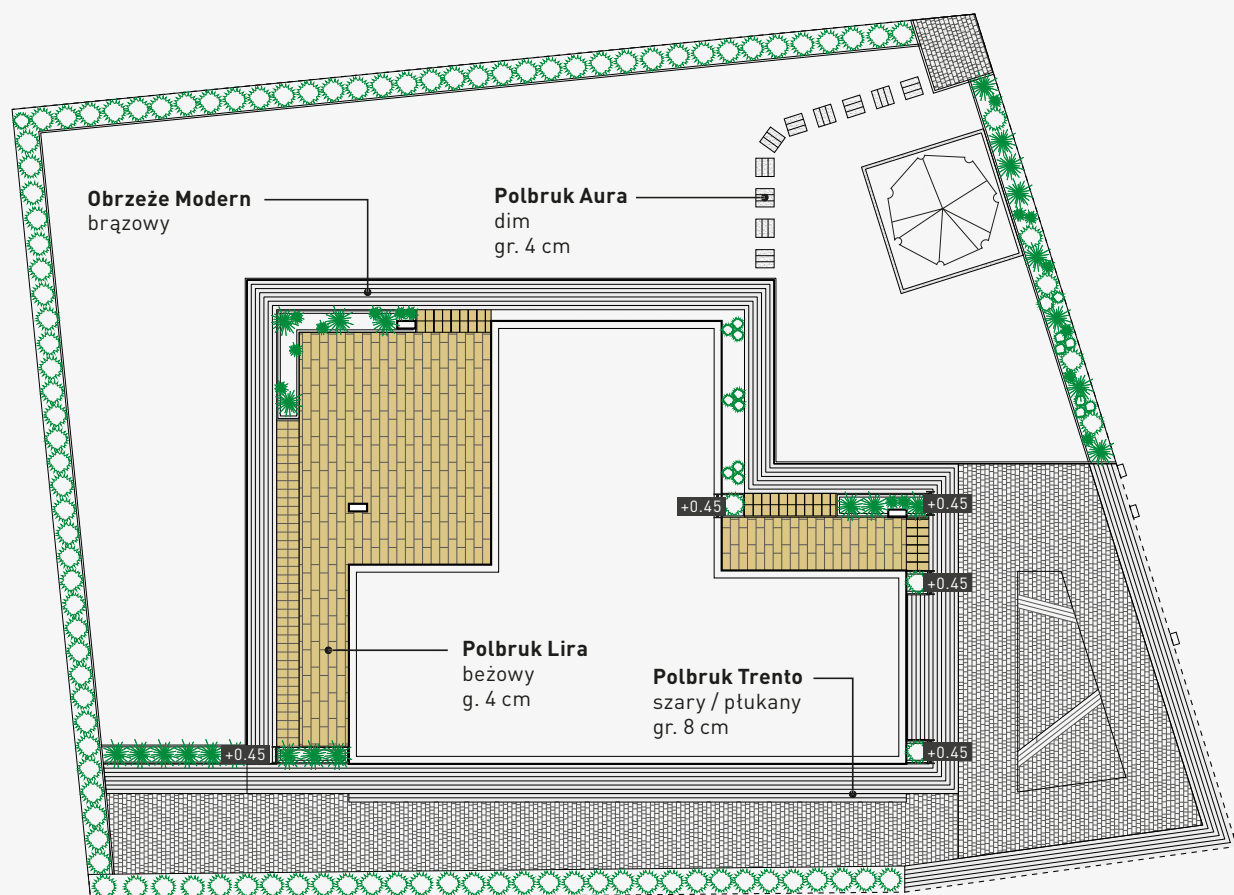 Obrzeże Modern
brązowy
Polbruk Aura
dim
gr. 4 cm
+0.45
+0.45
+0.45
Polbruk Lira
beżowy
g. 4 cm
Polbruk Trento
szary / płukany
gr. 8 cm
+0.45
+0.45